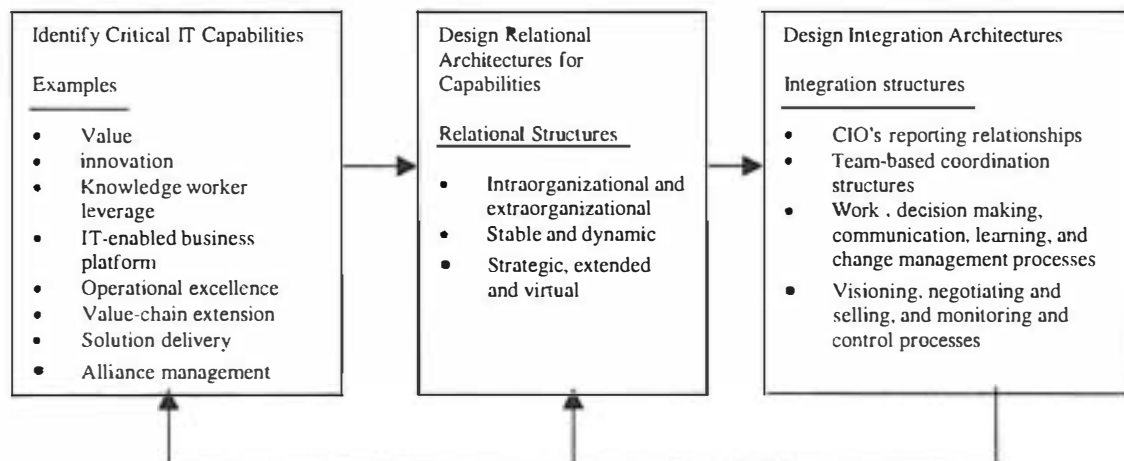 Identify Critical IT Capabilities
Examples
• Value
• innovation
• Knowledge worker
leverage
• IT-enabled business
platform
• Operational excellence
• Value-chain extension
• Solution delivery
• Alliance management
Design Relational
Architectures for
Capabilities
Relational Structures
• Intraorganizational and
extraorganizational
• Stable and dynamic
• Strategic, extended
and virtual
Design Integration Architectures
Integration structures
• CIO's reporting relationships
• Team-based coordination
structures
• Work , decision making,
communication, learning, and
change management processes
• Visioning, negotiating and
selling, and monitoring and
control processes